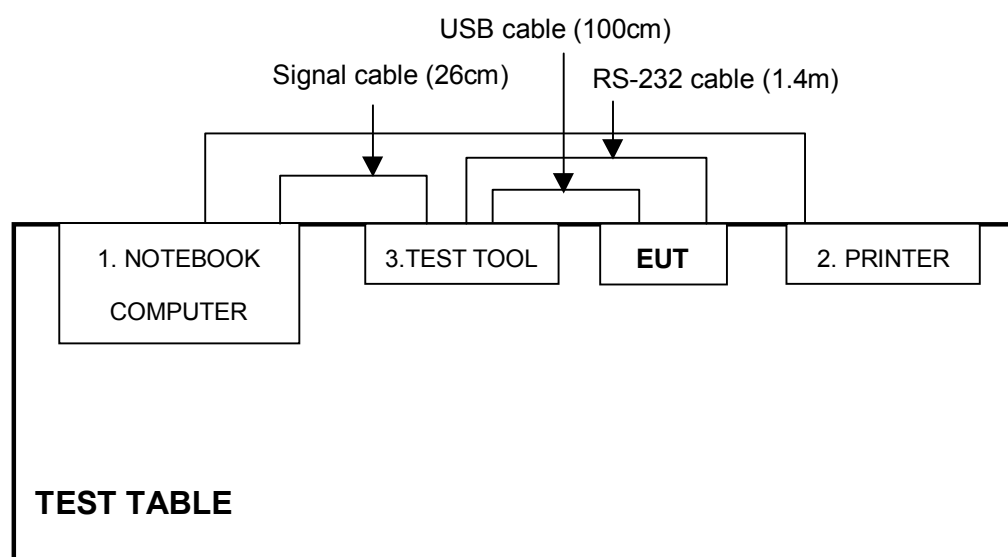 USB cable (100cm)
Signal cable (26cm)
RS-232 cable (1.4m)
1. NOTEBOOK
COMPUTER
3.TEST TOOL
EUT
2. PRINTER
TEST TABLE